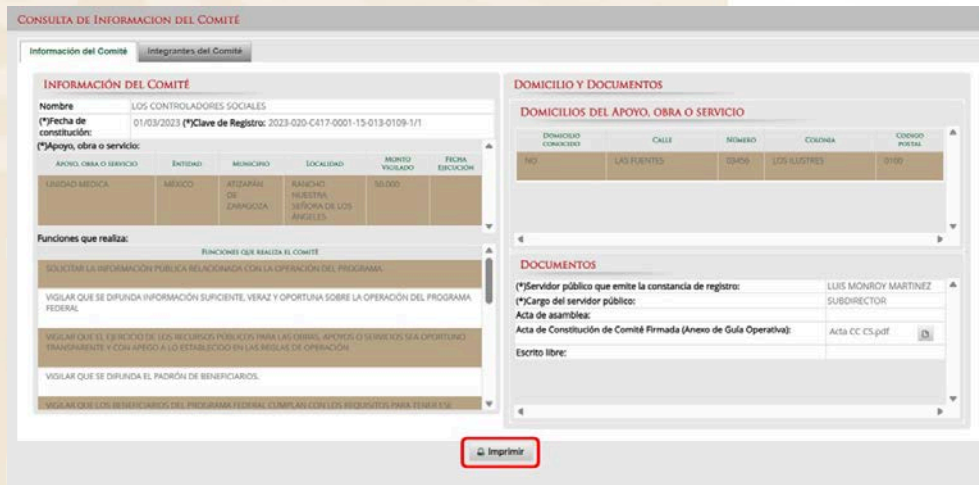 CONSULTA DE INFORMACION DEL COMITÉ
Información del Comité
Integrantes del Comité
INFORMACIÓN DEL COMITÉ
Nombre LOS CONTROLADORES SOCIALES
(*)Fecha de constitución: 01/03/2023 (*)Clave de Registro: 2023-020-C417-0001-15-013-0109-1/1
(*)Apoyo, obra o servicio:
APOYO, OBRA O SERVICIO ENTIDAD MUNICIPIO LOCALIDAD MONTO VIGILADO FECHA EJECUCIÓN
UNIDAD MEDICA MÉXICO ATIZAPÁN DE ZARAGOZA RANCHO NUESTRA SEÑORA DE LOS ÁNGELES 50,000
Funciones que realiza:
FUNCIONES QUE REALIZA EL COMITÉ
SOLICITAR LA INFORMACIÓN PÚBLICA RELACIONADA CON LA OPERACIÓN DEL PROGRAMA.
VIGILAR QUE SE DIFUNDA INFORMACIÓN SUFICIENTE, VERAZ Y OPORTUNA SOBRE LA OPERACIÓN DEL PROGRAMA
FEDERAL
VIGILAR QUE EL EJERCICIO DE LOS RECURSOS PÚBLICOS PARA LAS OBRAS, APOYOS O SERVICIOS SEA OPORTUNO
TRANSPARENTE Y CON APEGO A LO ESTABLECIDO EN LAS REGLAS DE OPERACIÓN.
VIGILAR QUE SE DIFUNDA EL PADRÓN DE BENEFICIARIOS.
VIGILAR QUE LOS BENEFICIARIOS DEL PROGRAMA FEDERAL CUMPLAN CON LOS REQUISITOS PARA TENER ESE
DOMICILIO Y DOCUMENTOS
DOMICILIOS DEL APOYO, OBRA O SERVICIO
DOMICILIO CONOCIDO CALLE NÚMERO COLONIA CODIGO POSTAL
NO LAS FUENTES 03456 LOS ILUSTRES 0100
DOCUMENTOS
(*)Servidor público que emite la constancia de registro: LUIS MONROY MARTINEZ
(*)Cargo del servidor público: SUBDIRECTOR
Acta de asamblea:
Acta de Constitución de Comité Firmada (Anexo de Guía Operativa): Acta CC CS.pdf
Escrito libre:
Imprimir